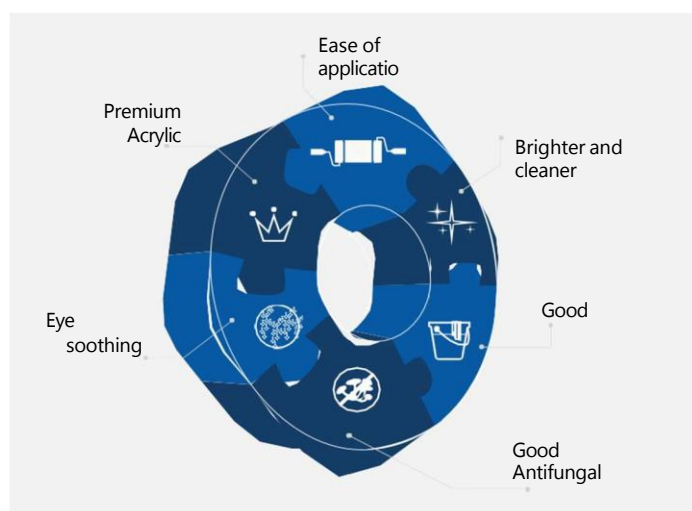 Ease of
applicatio
Premium
Acrylic
Brighter and
cleaner
Good
Eye
soothing
Good
Antifungal